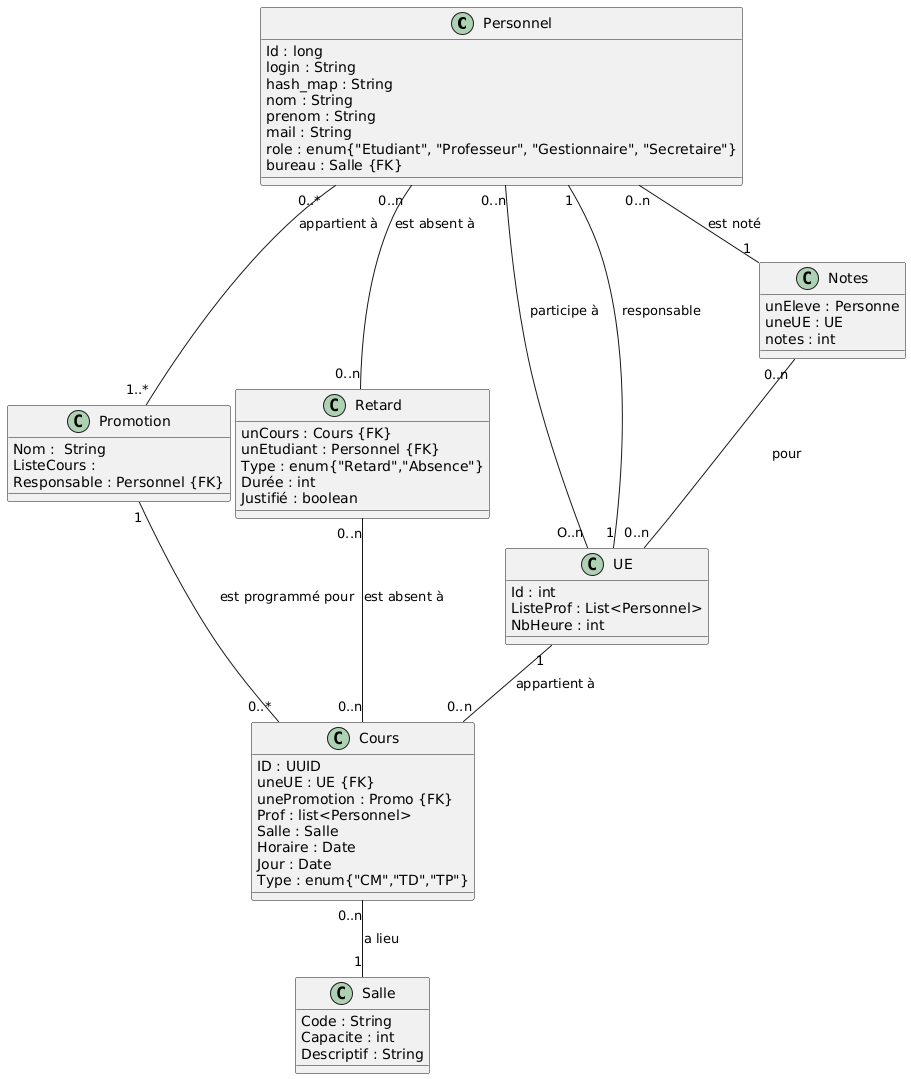 C Personnel
Id : long
login : String
hash_map : String
nom : String
prenom : String
mail : String
role : enum{"Etudiant", "Professeur", "Gestionnaire", "Secretaire"}
bureau : Salle {FK}
0..* 0..n 0..n 1 0..n
appartient à est absent à est noté
1
C Notes
unEleve : Personne
uneUE : UE
notes : int
participe à responsable
0..n
1..* 0..n
C Promotion
Nom :  String
ListeCours :
Responsable : Personnel {FK}
C Retard
unCours : Cours {FK}
unEtudiant : Personnel {FK}
Type : enum{"Retard","Absence"}
Durée : int
Justifié : boolean
pour
1 0..n O..n 1 0..n
C UE
Id : int
ListeProf : List<Personnel>
NbHeure : int
est programmé pour est absent à
1
appartient à
0..* 0..n 0..n
C Cours
ID : UUID
uneUE : UE {FK}
unePromotion : Promo {FK}
Prof : list<Personnel>
Salle : Salle
Horaire : Date
Jour : Date
Type : enum{"CM","TD","TP"}
0..n
a lieu
1
C Salle
Code : String
Capacite : int
Descriptif : String